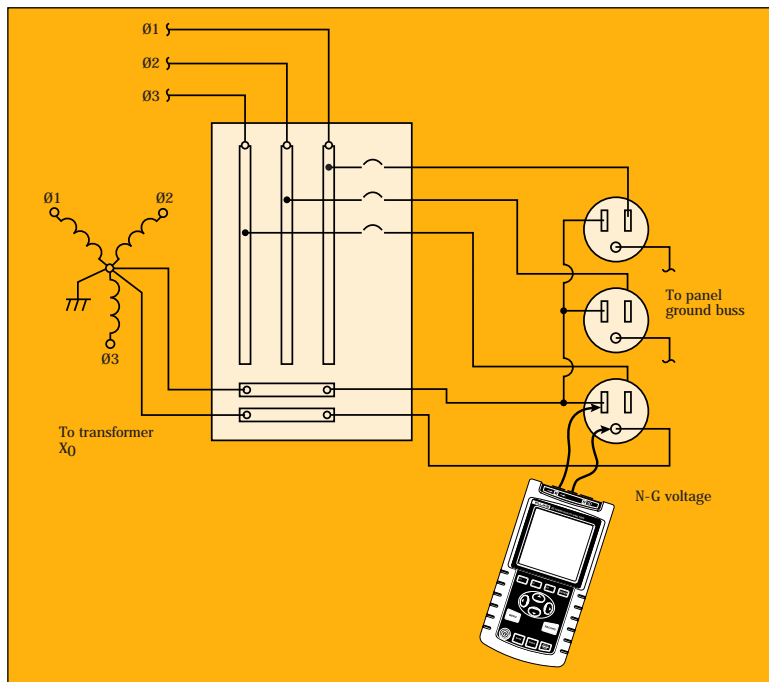 Ø1
Ø2
Ø3
Ø1
Ø2
Ø3
To panel
ground buss
To transformer
X0
N-G voltage